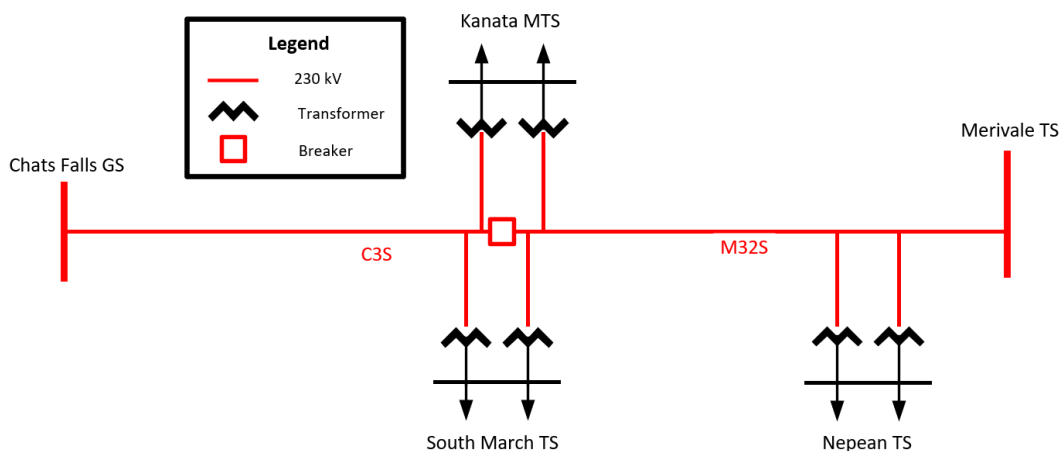 Kanata MTS
Legend
230 kV
Transformer
Breaker
Merivale TS
Chats Falls GS
C3S
M32S
South March TS
Nepean TS